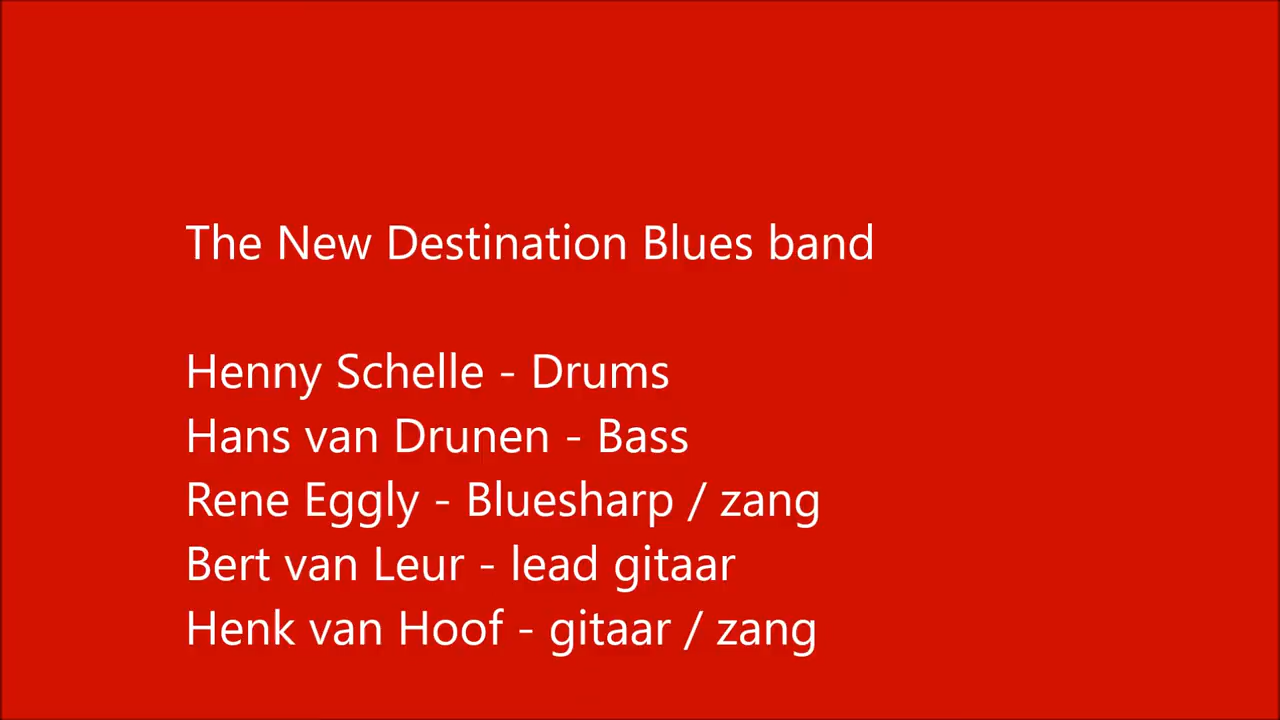 The New Destination Blues band
Henny Schelle - Drums
Hans van Drunen - Bass
Rene Eggly - Bluesharp / zang
Bert van Leur - lead gitaar
Henk van Hoof - gitaar / zang